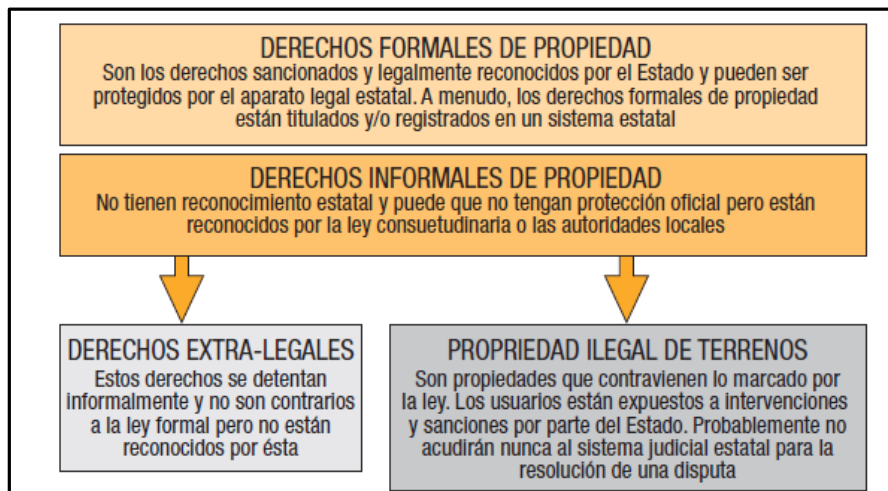 DERECHOS FORMALES DE PROPIEDAD
Son los derechos sancionados y legalmente reconocidos por el Estado y pueden ser
protegidos por el aparato legal estatal. A menudo, los derechos formales de propiedad
están titulados y/o registrados en un sistema estatal
DERECHOS INFORMALES DE PROPIEDAD
No tienen reconocimiento estatal y puede que no tengan protección oficial pero están
reconocidos por la ley consuetudinaria o las autoridades locales
DERECHOS EXTRA-LEGALES
Estos derechos se detentan
informalmente y no son contrarios
a la ley formal pero no están
reconocidos por ésta
PROPRIEDAD ILEGAL DE TERRENOS
Son propiedades que contravienen lo marcado por
la ley. Los usuarios están expuestos a intervenciones
y sanciones por parte del Estado. Probablemente no
acudirán nunca al sistema judicial estatal para la
resolución de una disputa